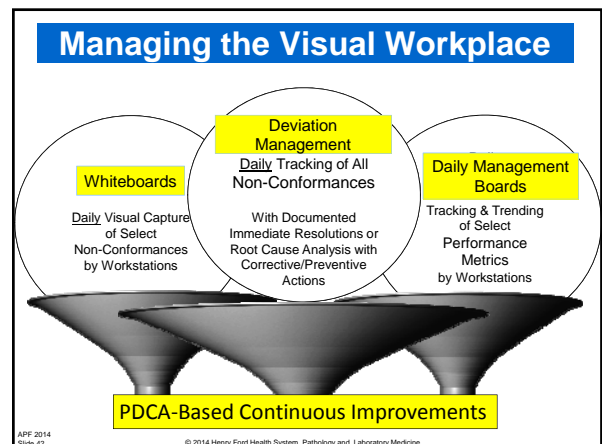 Managing the Visual Workplace
Whiteboards
Daily Visual Capture
of Select
Non-Conformances
by Workstations
Deviation
Management
Daily Tracking of All
Non-Conformances
With Documented
Immediate Resolutions or
Root Cause Analysis with
Corrective/Preventive
Actions
Daily Management
Boards
Tracking & Trending
of Select
Performance
Metrics
by Workstations
PDCA-Based Continuous Improvements
APF 2014
Slide 42
© 2014 Henry Ford Health System, Pathology and Laboratory Medicine